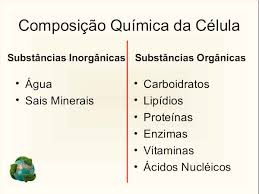 Composição Química da Célula
Substâncias Inorgânicas
• Água
• Sais Minerais
Substâncias Orgânicas
• Carboidratos
• Lipídios
• Proteínas
• Enzimas
• Vitaminas
• Ácidos Nucléicos